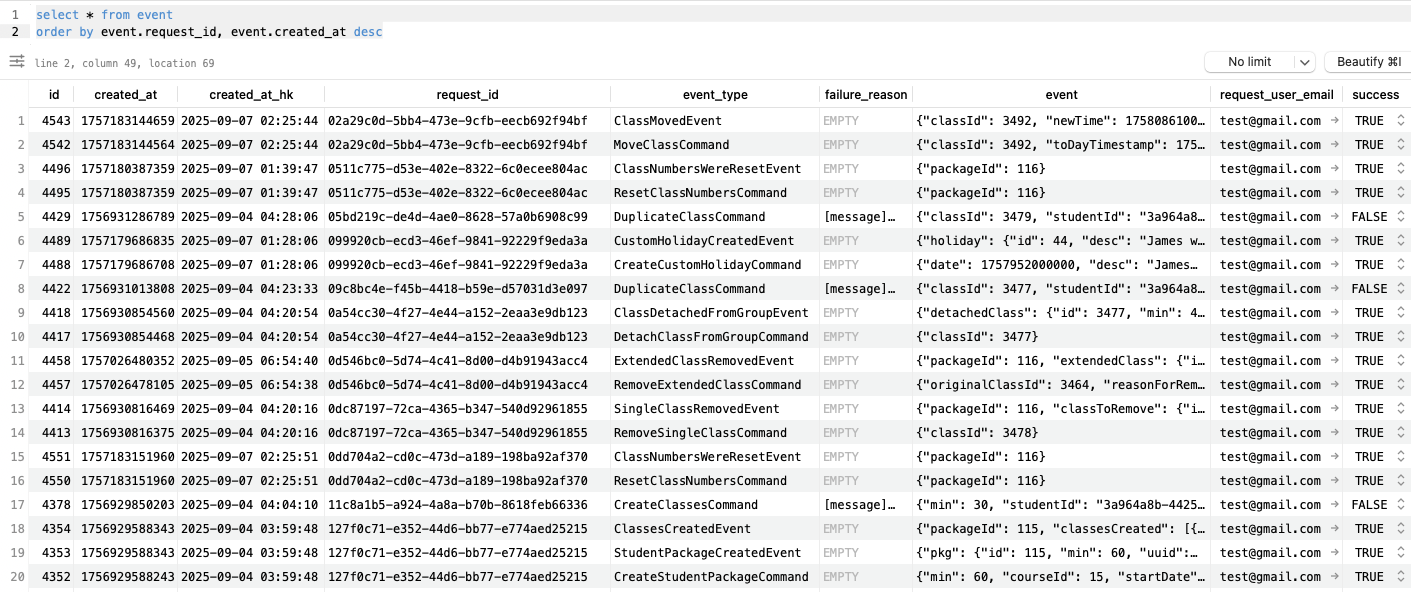 1 select * from event
2 order by event.request_id, event.created_at desc
line 2, column 49, location 69 No limit Beautify ⌘I
id created_at created_at_hk request_id event_type failure_reason event request_user_email success
1 4543 1757183144659 2025-09-07 02:25:44 02a29c0d-5bb4-473e-9cfb-eecb692f94bf ClassMovedEvent EMPTY {"classId": 3492, "newTime": 1758086100… test@gmail.com → TRUE
2 4542 1757183144564 2025-09-07 02:25:44 02a29c0d-5bb4-473e-9cfb-eecb692f94bf MoveClassCommand EMPTY {"classId": 3492, "toDayTimestamp": 175… test@gmail.com → TRUE
3 4496 1757180387359 2025-09-07 01:39:47 0511c775-d53e-402e-8322-6c0ecee804ac ClassNumbersWereResetEvent EMPTY {"packageId": 116} test@gmail.com → TRUE
4 4495 1757180387359 2025-09-07 01:39:47 0511c775-d53e-402e-8322-6c0ecee804ac ResetClassNumbersCommand EMPTY {"packageId": 116} test@gmail.com → TRUE
5 4429 1756931286789 2025-09-04 04:28:06 05bd219c-de4d-4ae0-8628-57a0b6908c99 DuplicateClassCommand [message]… {"classId": 3479, "studentId": "3a964a8… test@gmail.com → FALSE
6 4489 1757179686835 2025-09-07 01:28:06 099920cb-ecd3-46ef-9841-92229f9eda3a CustomHolidayCreatedEvent EMPTY {"holiday": {"id": 44, "desc": "James w… test@gmail.com → TRUE
7 4488 1757179686708 2025-09-07 01:28:06 099920cb-ecd3-46ef-9841-92229f9eda3a CreateCustomHolidayCommand EMPTY {"date": 1757952000000, "desc": "James… test@gmail.com → TRUE
8 4422 1756931013808 2025-09-04 04:23:33 09c8bc4e-f45b-4418-b59e-d57031d3e097 DuplicateClassCommand [message]… {"classId": 3477, "studentId": "3a964a8… test@gmail.com → FALSE
9 4418 1756930854560 2025-09-04 04:20:54 0a54cc30-4f27-4e44-a152-2eaa3e9db123 ClassDetachedFromGroupEvent EMPTY {"detachedClass": {"id": 3477, "min": 4… test@gmail.com → TRUE
10 4417 1756930854468 2025-09-04 04:20:54 0a54cc30-4f27-4e44-a152-2eaa3e9db123 DetachClassFromGroupCommand EMPTY {"classId": 3477} test@gmail.com → TRUE
11 4458 1757026480352 2025-09-05 06:54:40 0d546bc0-5d74-4c41-8d00-d4b91943acc4 ExtendedClassRemovedEvent EMPTY {"packageId": 116, "extendedClass": {"i… test@gmail.com → TRUE
12 4457 1757026478105 2025-09-05 06:54:38 0d546bc0-5d74-4c41-8d00-d4b91943acc4 RemoveExtendedClassCommand EMPTY {"originalClassId": 3464, "reasonForRem… test@gmail.com → TRUE
13 4414 1756930816469 2025-09-04 04:20:16 0dc87197-72ca-4365-b347-540d92961855 SingleClassRemovedEvent EMPTY {"packageId": 116, "classToRemove": {"i… test@gmail.com → TRUE
14 4413 1756930816375 2025-09-04 04:20:16 0dc87197-72ca-4365-b347-540d92961855 RemoveSingleClassCommand EMPTY {"classId": 3478} test@gmail.com → TRUE
15 4551 1757183151960 2025-09-07 02:25:51 0dd704a2-cd0c-473d-a189-198ba92af370 ClassNumbersWereResetEvent EMPTY {"packageId": 116} test@gmail.com → TRUE
16 4550 1757183151960 2025-09-07 02:25:51 0dd704a2-cd0c-473d-a189-198ba92af370 ResetClassNumbersCommand EMPTY {"packageId": 116} test@gmail.com → TRUE
17 4378 1756929850203 2025-09-04 04:04:10 11c8a1b5-a924-4a8a-b70b-8618feb66336 CreateClassesCommand [message]… {"min": 30, "studentId": "3a964a8b-4425… test@gmail.com → FALSE
18 4354 1756929588343 2025-09-04 03:59:48 127f0c71-e352-44d6-bb77-e774aed25215 ClassesCreatedEvent EMPTY {"packageId": 115, "classesCreated": [{… test@gmail.com → TRUE
19 4353 1756929588343 2025-09-04 03:59:48 127f0c71-e352-44d6-bb77-e774aed25215 StudentPackageCreatedEvent EMPTY {"pkg": {"id": 115, "min": 60, "uuid":… test@gmail.com → TRUE
20 4352 1756929588243 2025-09-04 03:59:48 127f0c71-e352-44d6-bb77-e774aed25215 CreateStudentPackageCommand EMPTY {"min": 60, "courseId": 15, "startDate"… test@gmail.com → TRUE